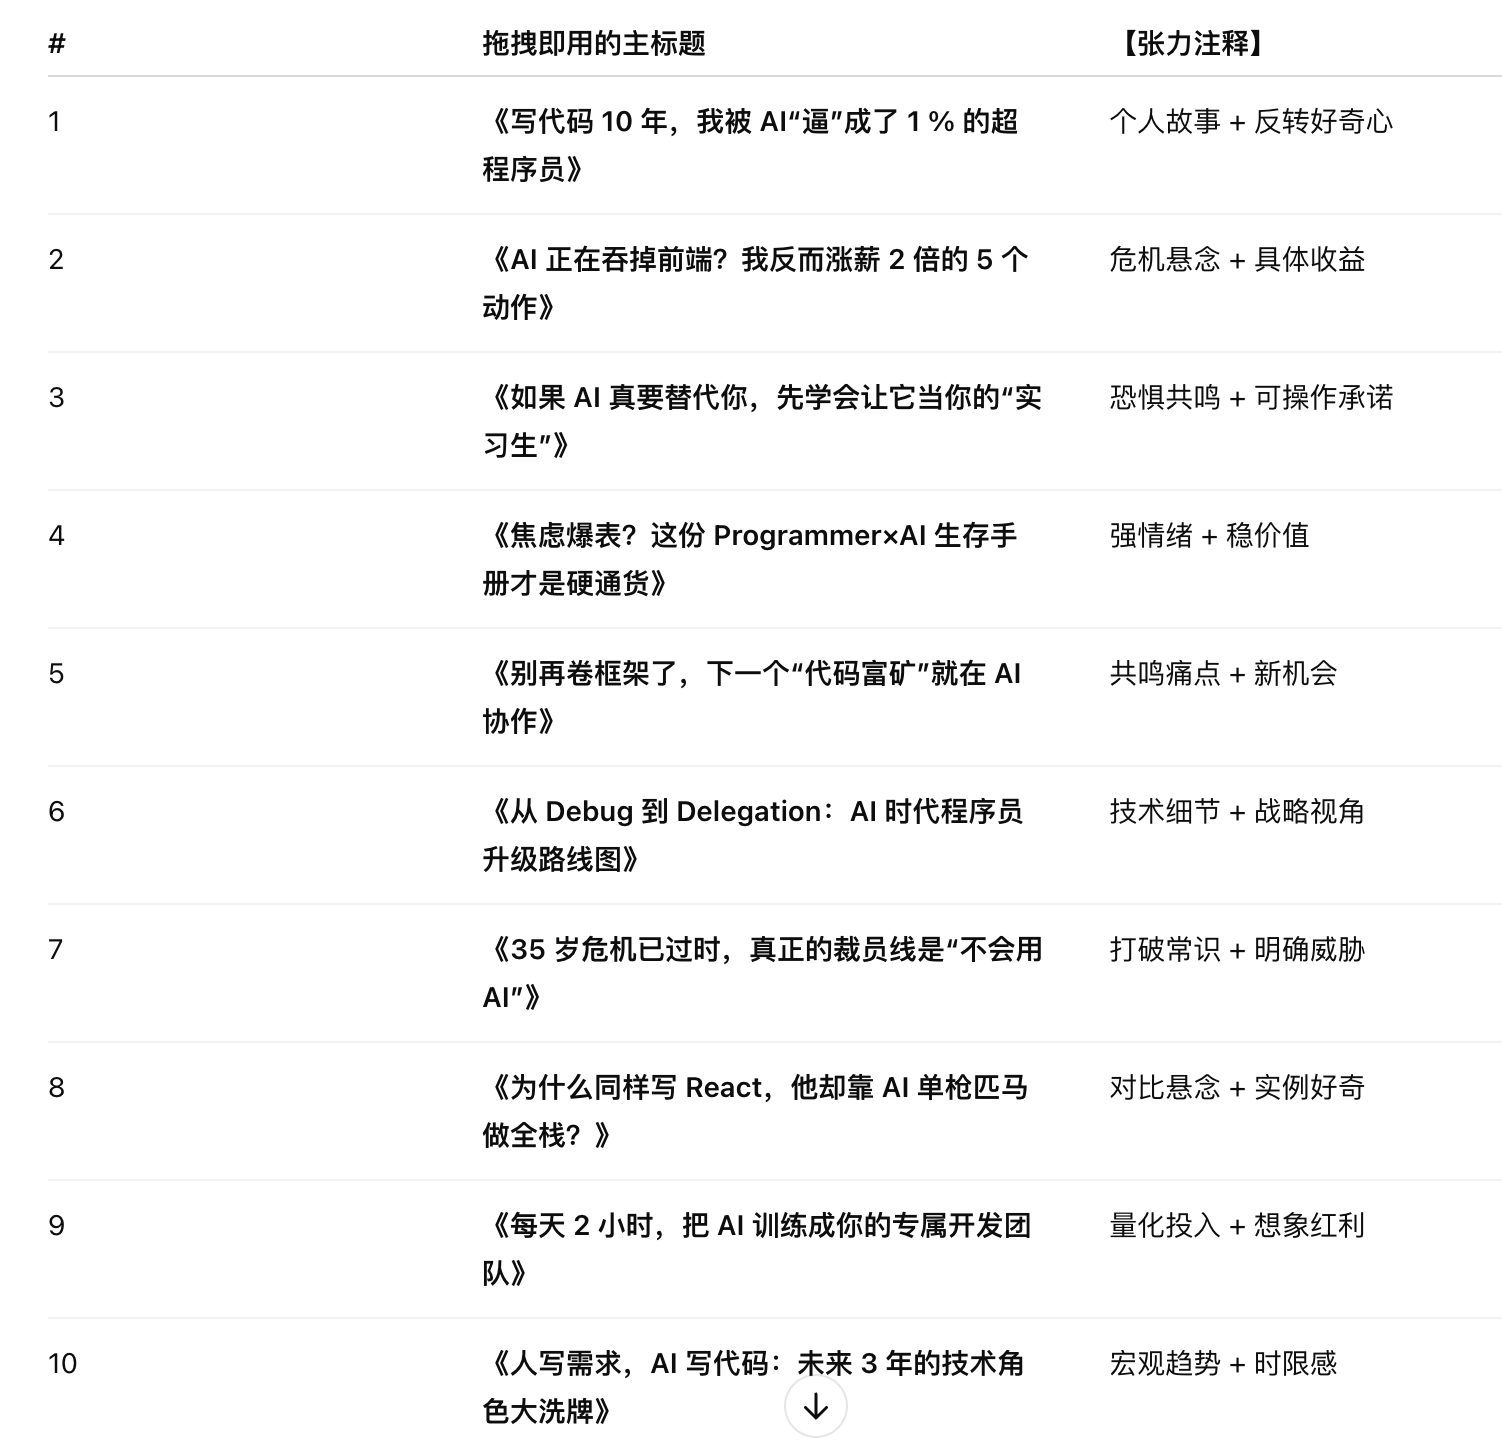 # 拖拽即用的主标题 【张力注释】
1 《写代码 10 年，我被 AI“逼”成了 1 % 的超 个人故事 + 反转好奇心
程序员》
2 《AI 正在吞掉前端？我反而涨薪 2 倍的 5 个 危机悬念 + 具体收益
动作》
3 《如果 AI 真要替代你，先学会让它当你的“实 恐惧共鸣 + 可操作承诺
习生”》
4 《焦虑爆表？这份 Programmer×AI 生存手 强情绪 + 稳价值
册才是硬通货》
5 《别再卷框架了，下一个“代码富矿”就在 AI 共鸣痛点 + 新机会
协作》
6 《从 Debug 到 Delegation：AI 时代程序员 技术细节 + 战略视角
升级路线图》
7 《35 岁危机已过时，真正的裁员线是“不会用 打破常识 + 明确威胁
AI”》
8 《为什么同样写 React，他却靠 AI 单枪匹马 对比悬念 + 实例好奇
做全栈？》
9 《每天 2 小时，把 AI 训练成你的专属开发团 量化投入 + 想象红利
队》
10 《人写需求，AI 写代码：未来 3 年的技术角 宏观趋势 + 时限感
色大洗牌》